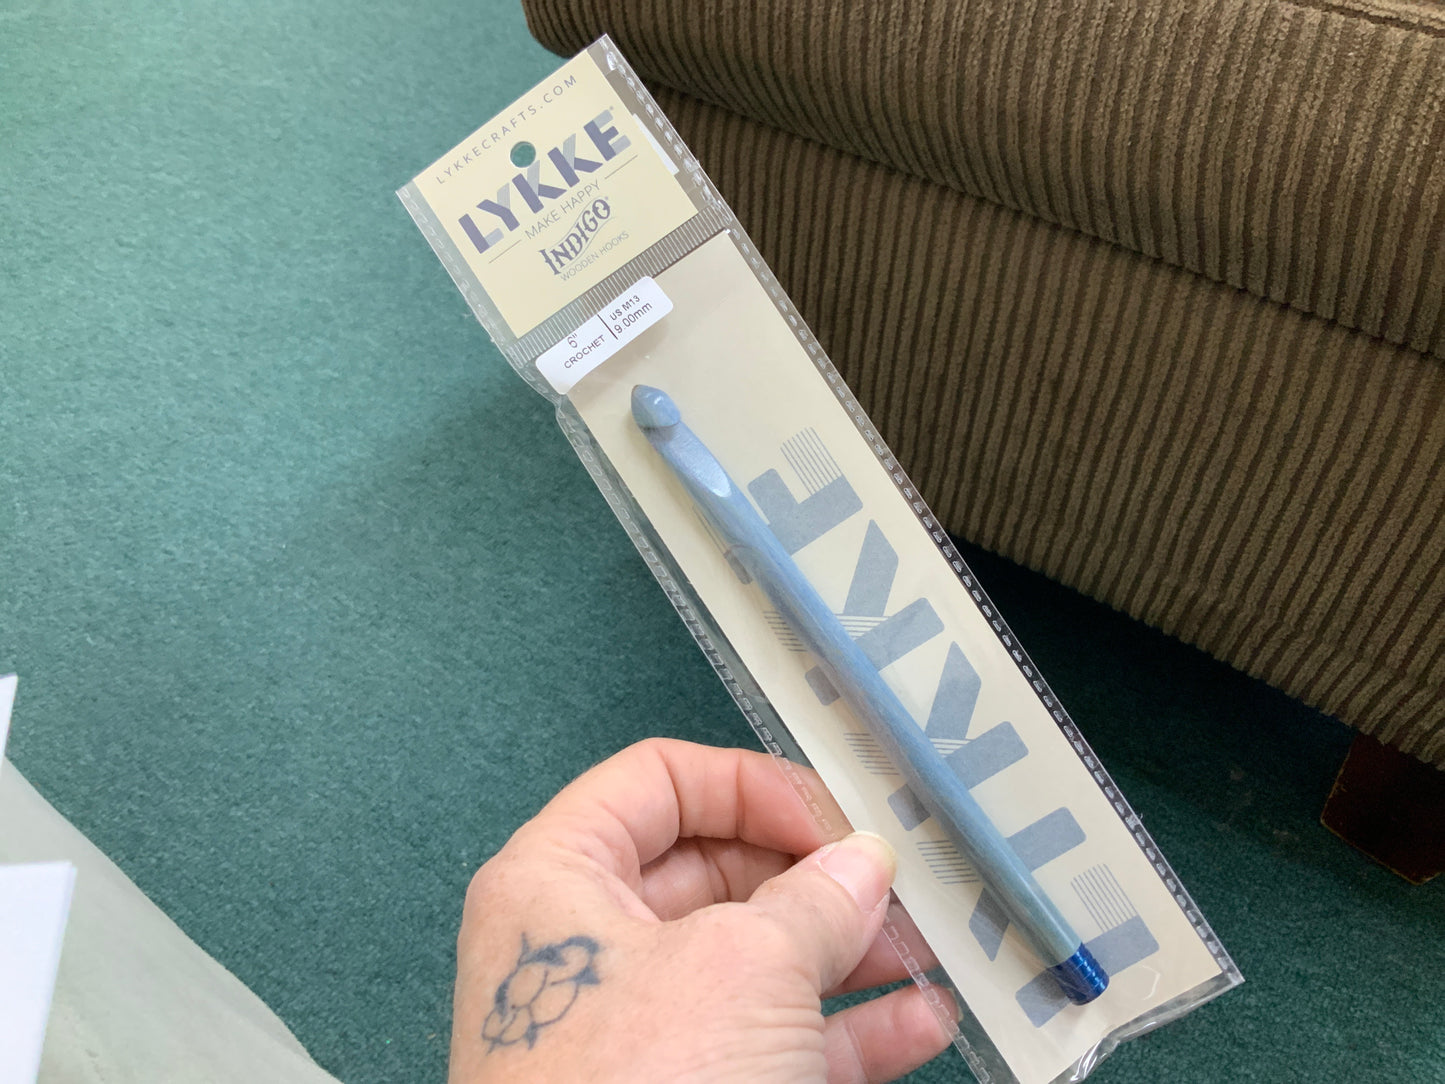 LYKKECRAFTS.COM
LYKKE®
MAKE HAPPY
INDIGO
WOODEN HOOKS
6"
CROCHET
US M13
9.00mm
LYKKE